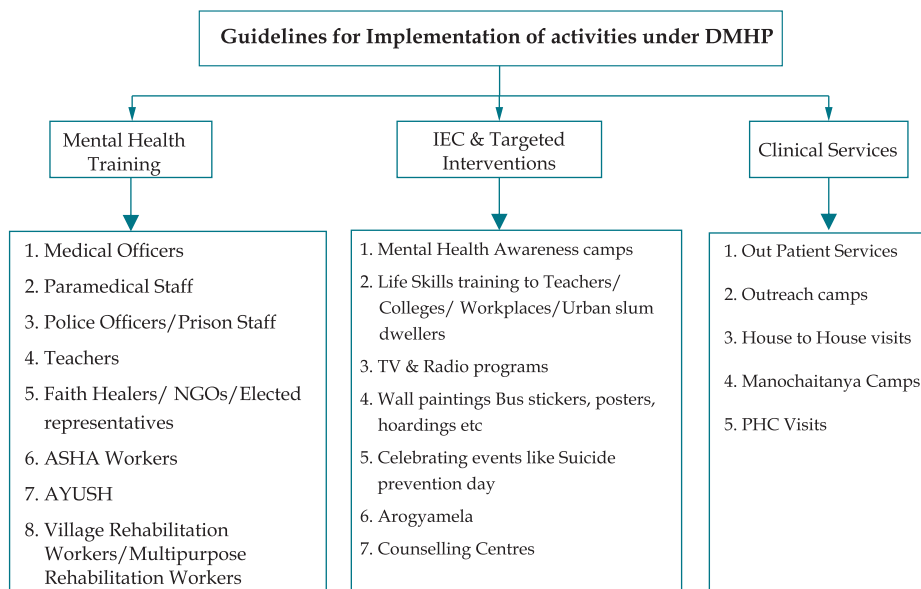 Guidelines for Implementation of activities under DMHP
Mental Health
Training
IEC & Targeted
Interventions
Clinical Services
1. Medical Officers
2. Paramedical Staff
3. Police Officers/Prison Staff
4. Teachers
5. Faith Healers/ NGOs/Elected
representatives
6. ASHA Workers
7. AYUSH
8. Village Rehabilitation
Workers/Multipurpose
Rehabilitation Workers
1. Mental Health Awareness camps
2. Life Skills training to Teachers/
Colleges/ Workplaces/Urban slum
dwellers
3. TV & Radio programs
4. Wall paintings Bus stickers, posters,
hoardings etc
5. Celebrating events like Suicide
prevention day
6. Arogyamela
7. Counselling Centres
1. Out Patient Services
2. Outreach camps
3. House to House visits
4. Manochaitanya Camps
5. PHC Visits